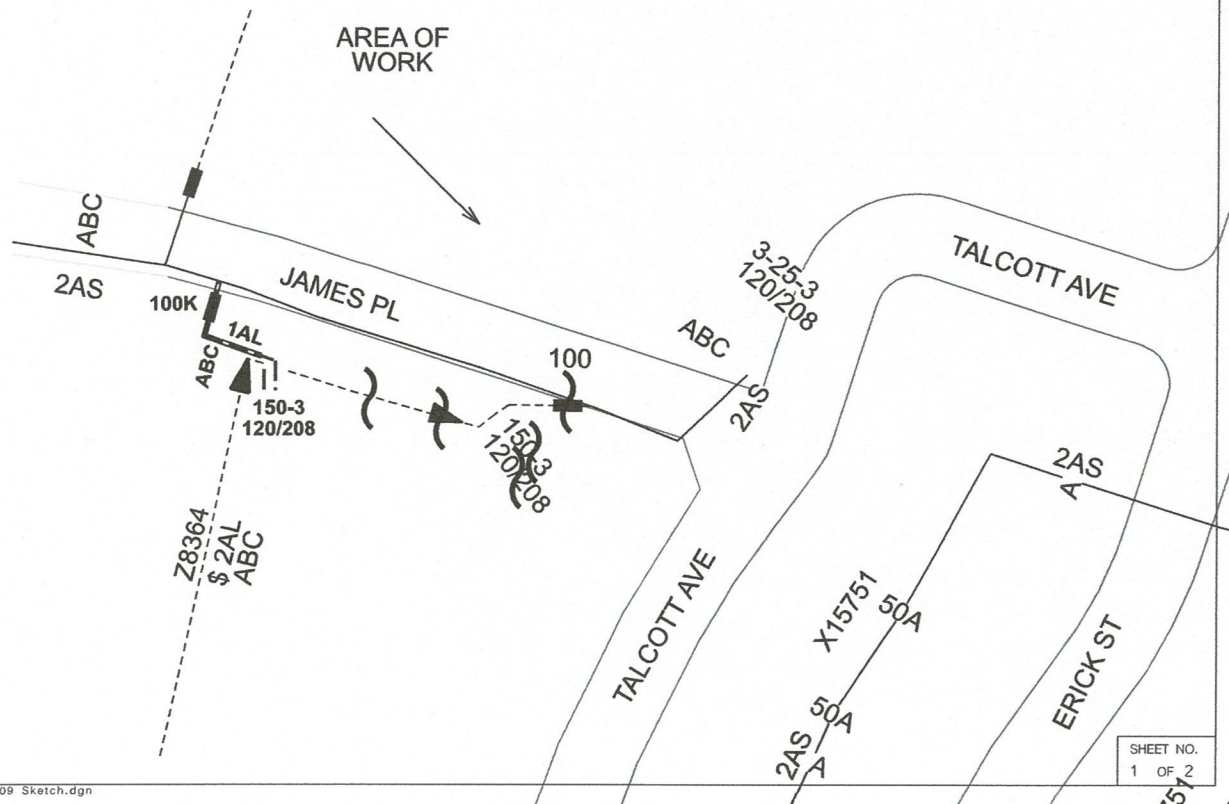 AREA OF
WORK
ABC
2AS
100K
JAMES PL
1AL
ABC
150-3
120/208
100
150-3
120/208
ABC
2AS
3-25-3
120/208
TALCOTT AVE
Z8364
$ 2AL
ABC
TALCOTT AVE
2AS
A
X15751
50A
50A
2AS
A
ERICK ST
SHEET NO.
1 OF 2
09 Sketch.dgn